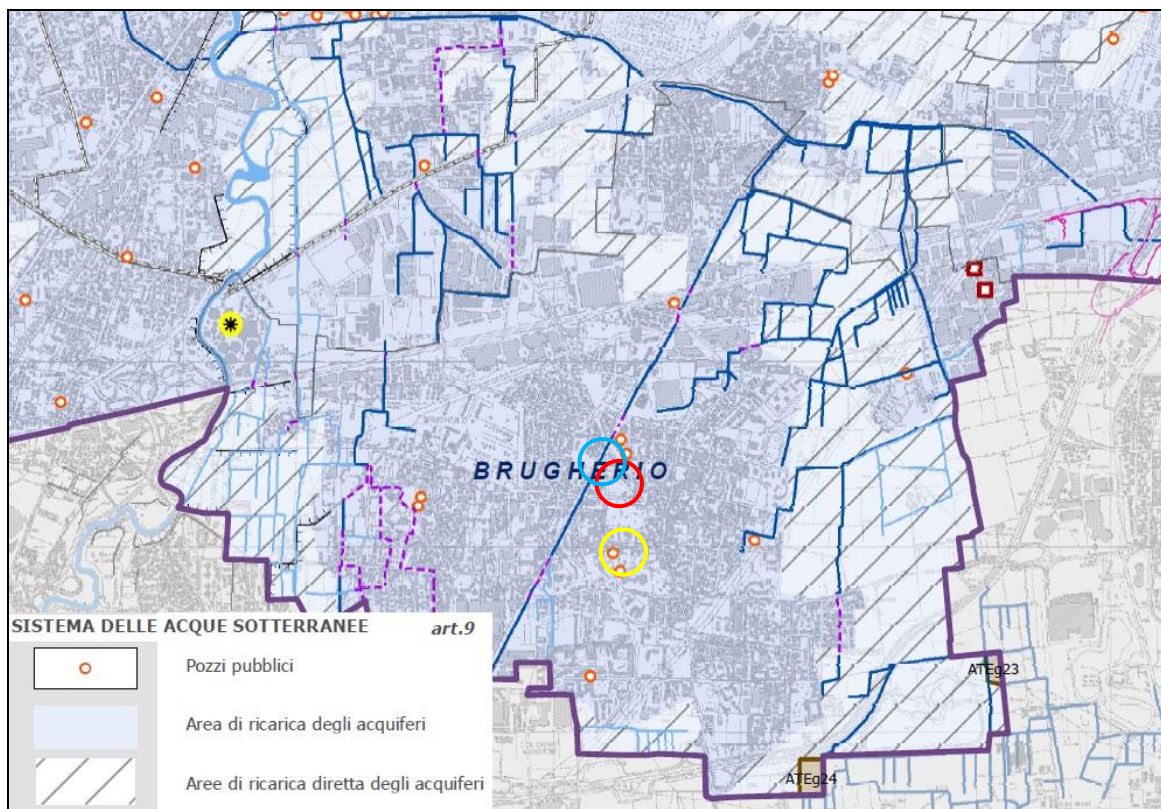 BRUGHERIO
SISTEMA DELLE ACQUE SOTTERRANEE art.9
Pozzi pubblici
Area di ricarica degli acquiferi
Aree di ricarica diretta degli acquiferi
ATEg23
ATEg24